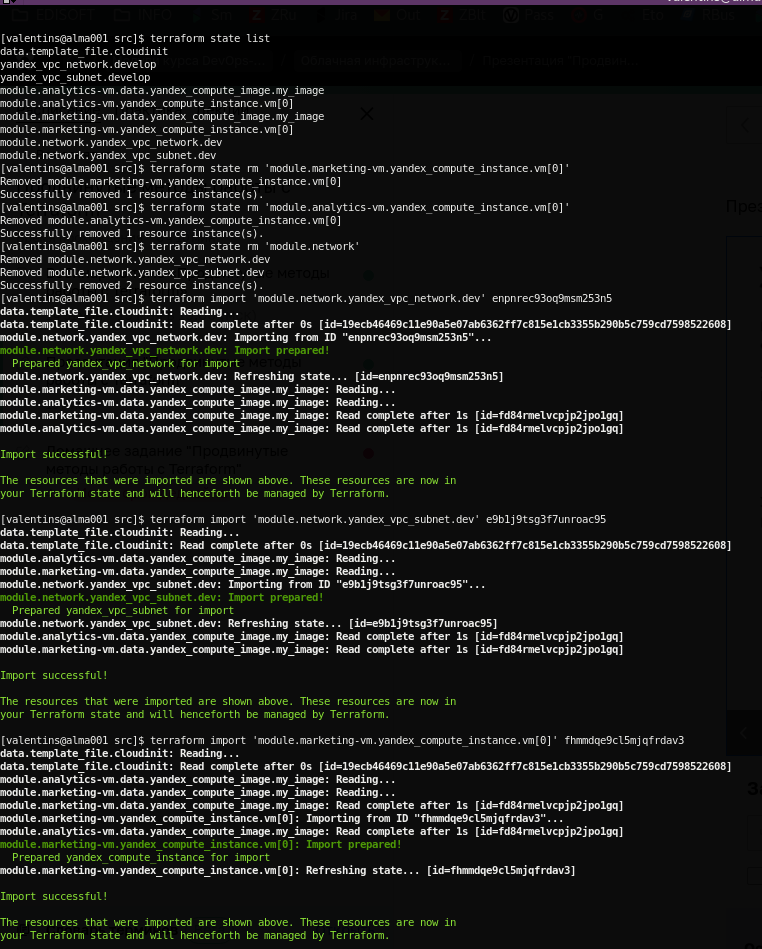 [valentins@alma001 src]$ terraform state list
data.template_file.cloudinit
yandex_vpc_network.develop
yandex_vpc_subnet.develop
module.analytics-vm.data.yandex_compute_image.my_image
module.analytics-vm.yandex_compute_instance.vm[0]
module.marketing-vm.data.yandex_compute_image.my_image
module.marketing-vm.yandex_compute_instance.vm[0]
module.network.yandex_vpc_network.dev
module.network.yandex_vpc_subnet.dev
[valentins@alma001 src]$ terraform state rm 'module.marketing-vm.yandex_compute_instance.vm[0]'
Removed module.marketing-vm.yandex_compute_instance.vm[0]
Successfully removed 1 resource instance(s).
[valentins@alma001 src]$ terraform state rm 'module.analytics-vm.yandex_compute_instance.vm[0]'
Removed module.analytics-vm.yandex_compute_instance.vm[0]
Successfully removed 1 resource instance(s).
[valentins@alma001 src]$ terraform state rm 'module.network'
Removed module.network.yandex_vpc_network.dev
Removed module.network.yandex_vpc_subnet.dev
Successfully removed 2 resource instance(s).
[valentins@alma001 src]$ terraform import 'module.network.yandex_vpc_network.dev' enpnrec93oq9msm253n5
data.template_file.cloudinit: Reading...
data.template_file.cloudinit: Read complete after 0s [id=19ecb46469c11e90a5e07ab6362ff7c815e1cb3355b290b5c759cd7598522608]
module.network.yandex_vpc_network.dev: Importing from ID "enpnrec93oq9msm253n5"...
module.network.yandex_vpc_network.dev: Import prepared!
Prepared yandex_vpc_network for import
module.network.yandex_vpc_network.dev: Refreshing state... [id=enpnrec93oq9msm253n5]
module.marketing-vm.data.yandex_compute_image.my_image: Reading...
module.analytics-vm.data.yandex_compute_image.my_image: Reading...
module.marketing-vm.data.yandex_compute_image.my_image: Read complete after 1s [id=fd84rmelvcpjp2jpo1gq]
module.analytics-vm.data.yandex_compute_image.my_image: Read complete after 1s [id=fd84rmelvcpjp2jpo1gq]
Import successful!
The resources that were imported are shown above. These resources are now in
your Terraform state and will henceforth be managed by Terraform.
[valentins@alma001 src]$ terraform import 'module.network.yandex_vpc_subnet.dev' e9b1j9tsg3f7unroac95
data.template_file.cloudinit: Reading...
data.template_file.cloudinit: Read complete after 0s [id=19ecb46469c11e90a5e07ab6362ff7c815e1cb3355b290b5c759cd7598522608]
module.analytics-vm.data.yandex_compute_image.my_image: Reading...
module.marketing-vm.data.yandex_compute_image.my_image: Reading...
module.network.yandex_vpc_subnet.dev: Importing from ID "e9b1j9tsg3f7unroac95"...
module.network.yandex_vpc_subnet.dev: Import prepared!
Prepared yandex_vpc_subnet for import
module.network.yandex_vpc_subnet.dev: Refreshing state... [id=e9b1j9tsg3f7unroac95]
module.analytics-vm.data.yandex_compute_image.my_image: Read complete after 1s [id=fd84rmelvcpjp2jpo1gq]
module.marketing-vm.data.yandex_compute_image.my_image: Read complete after 1s [id=fd84rmelvcpjp2jpo1gq]
Import successful!
The resources that were imported are shown above. These resources are now in
your Terraform state and will henceforth be managed by Terraform.
[valentins@alma001 src]$ terraform import 'module.marketing-vm.yandex_compute_instance.vm[0]' fhmmdqe9cl5mjqfrdav3
data.template_file.cloudinit: Reading...
data.template_file.cloudinit: Read complete after 0s [id=19ecb46469c11e90a5e07ab6362ff7c815e1cb3355b290b5c759cd7598522608]
module.analytics-vm.data.yandex_compute_image.my_image: Reading...
module.marketing-vm.data.yandex_compute_image.my_image: Reading...
module.marketing-vm.data.yandex_compute_image.my_image: Read complete after 1s [id=fd84rmelvcpjp2jpo1gq]
module.marketing-vm.yandex_compute_instance.vm[0]: Importing from ID "fhmmdqe9cl5mjqfrdav3"...
module.analytics-vm.data.yandex_compute_image.my_image: Read complete after 1s [id=fd84rmelvcpjp2jpo1gq]
module.marketing-vm.yandex_compute_instance.vm[0]: Import prepared!
Prepared yandex_compute_instance for import
module.marketing-vm.yandex_compute_instance.vm[0]: Refreshing state... [id=fhmmdqe9cl5mjqfrdav3]
Import successful!
The resources that were imported are shown above. These resources are now in
your Terraform state and will henceforth be managed by Terraform.